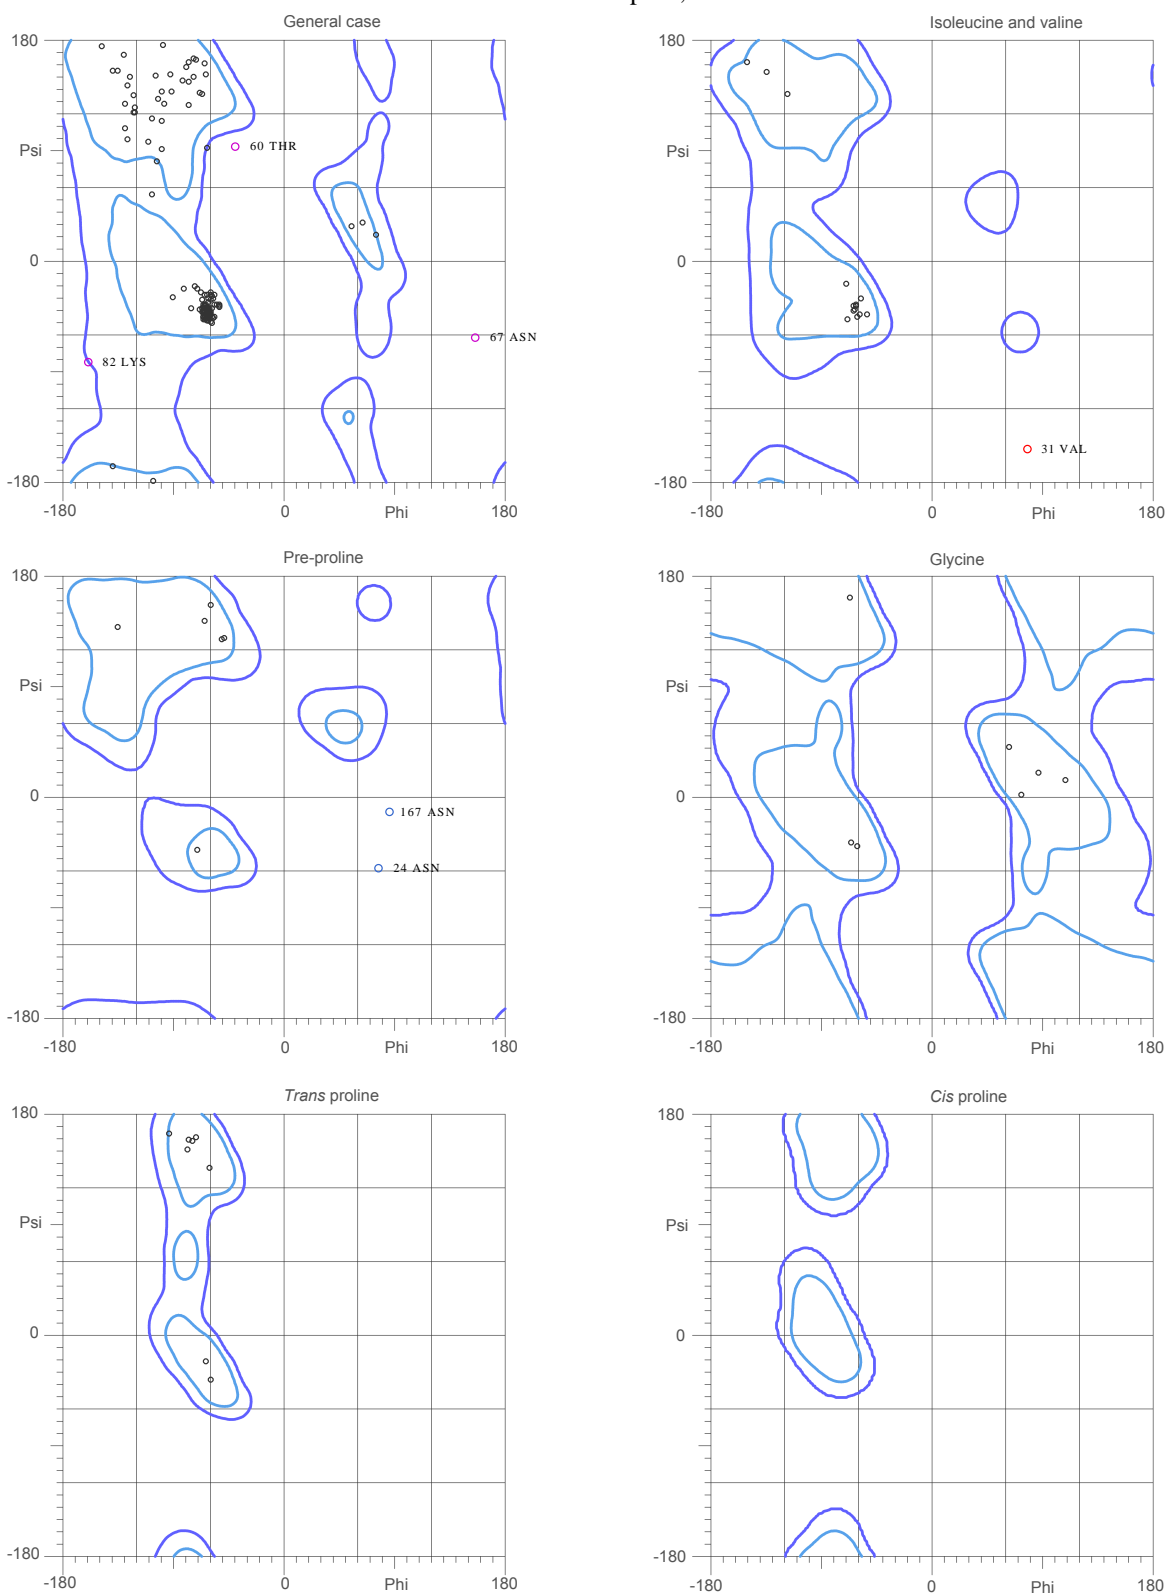 General case
Isoleucine and valine
180
180
Psi
60 THR
Psi
0
67 ASN
82 LYS
0
31 VAL
-180
-180
-180
0
Phi
180
-180
0
Phi
180
Pre-proline
Glycine
180
180
Psi
Psi
0
167 ASN
24 ASN
0
-180
-180
-180
0
Phi
180
-180
0
Phi
180
Trans proline
Cis proline
180
180
Psi
Psi
0
0
-180
-180
-180
0
Phi
180
-180
0
Phi
180